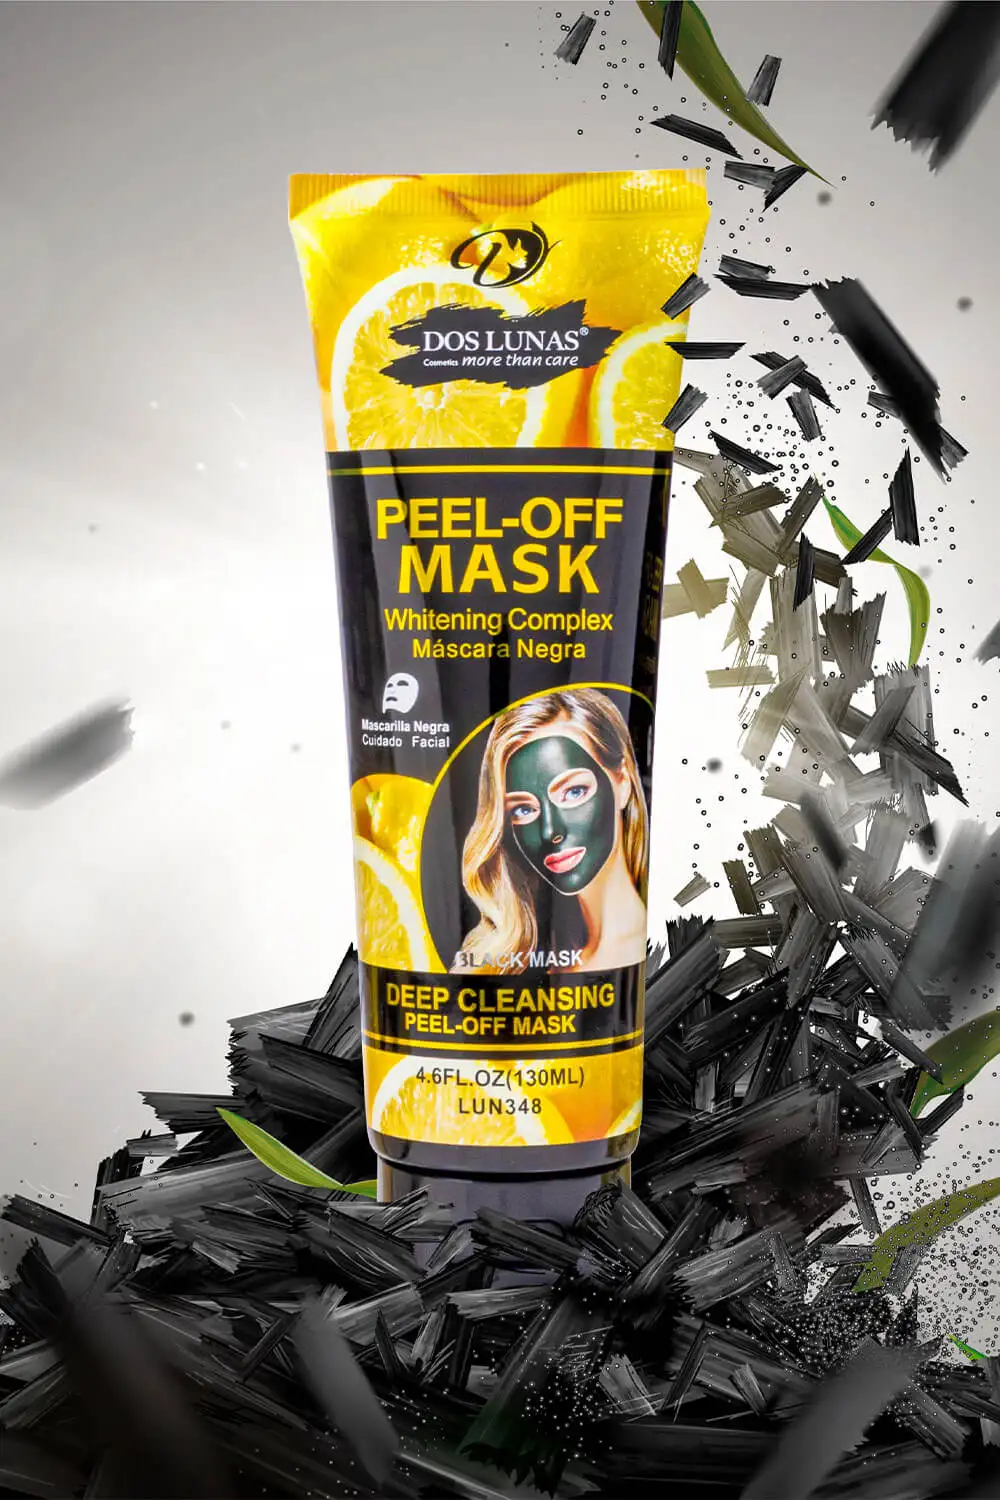 DOS LUNAS®
Cosmetics more than care
PEEL-OFF
MASK
Whitening Complex
Máscara Negra
Mascarilla Negra
Cuidado Facial
BLACK MASK
DEEP CLEANSING
PEEL-OFF MASK
4.6FL.OZ(130ML)
LUN348